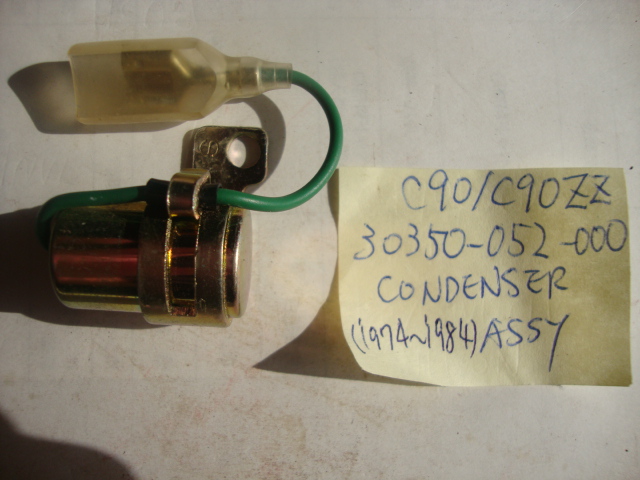 C90/C90ZZ
30350-052-000
CONDENSER
(1974~1984) ASSY